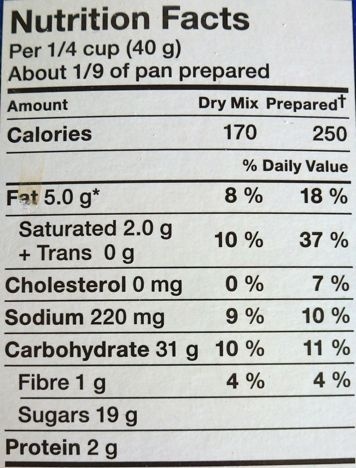 Nutrition Facts
Per 1/4 cup (40 g)
About 1/9 of pan prepared
Amount Dry Mix Prepared†
Calories 170 250
% Daily Value
Fat 5.0 g* 8 % 18 %
Saturated 2.0 g
+ Trans 0 g 10 % 37 %
Cholesterol 0 mg 0 % 7 %
Sodium 220 mg 9 % 10 %
Carbohydrate 31 g 10 % 11 %
Fibre 1 g 4 % 4 %
Sugars 19 g
Protein 2 g